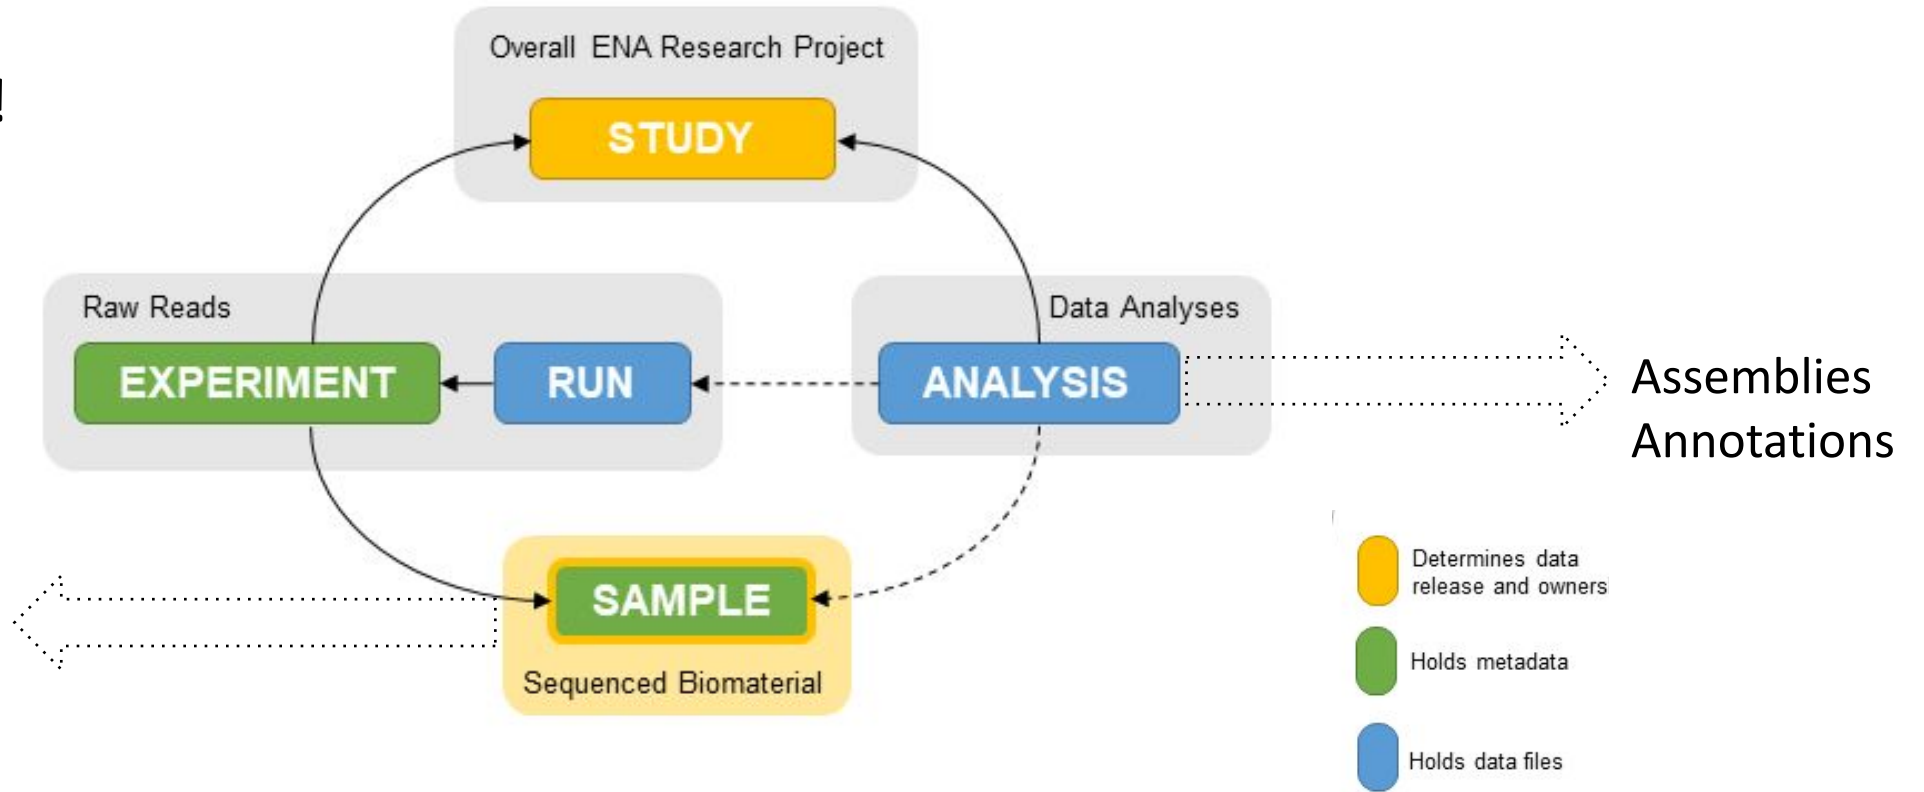 !
Overall ENA Research Project
STUDY
Raw Reads
Data Analyses
EXPERIMENT
RUN
ANALYSIS
Assemblies
Annotations
SAMPLE
Sequenced Biomaterial
Determines data
release and owners
Holds metadata
Holds data files